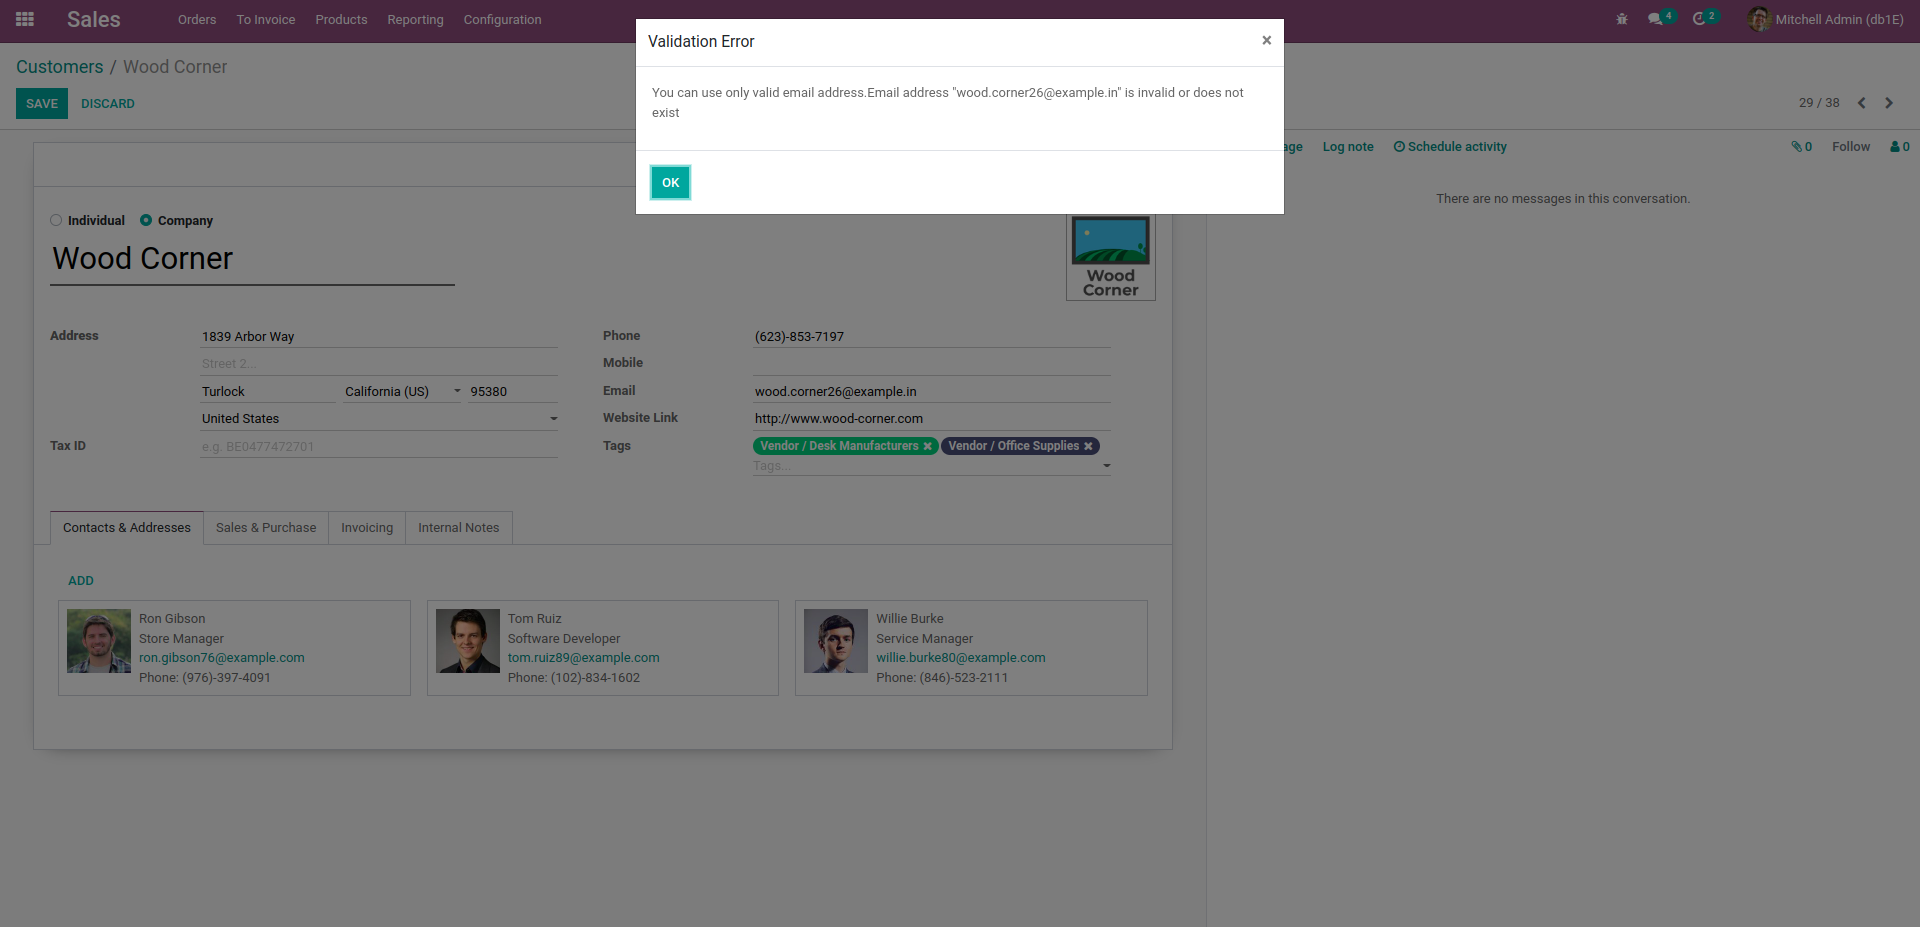 Sales
Orders
To Invoice
Products
Reporting
Configuration
4
2
Mitchell Admin (db1E)
Validation Error
×
Customers / Wood Corner
SAVE
DISCARD
You can use only valid email address.Email address "wood.corner26@example.in" is invalid or does not
exist
29 / 38
OK
age
Log note
Schedule activity
0
Follow
0
There are no messages in this conversation.
Individual
Company
Wood Corner
Wood
Corner
Address
1839 Arbor Way
Street 2...
Turlock
California (US)
95380
United States
Tax ID
e.g. BE0477472701
Phone
(623)-853-7197
Mobile
Email
wood.corner26@example.in
Website Link
http://www.wood-corner.com
Tags
Vendor / Desk Manufacturers
Vendor / Office Supplies
Tags...
Contacts & Addresses
Sales & Purchase
Invoicing
Internal Notes
ADD
Ron Gibson
Store Manager
ron.gibson76@example.com
Phone: (976)-397-4091
Tom Ruiz
Software Developer
tom.ruiz89@example.com
Phone: (102)-834-1602
Willie Burke
Service Manager
willie.burke80@example.com
Phone: (846)-523-2111